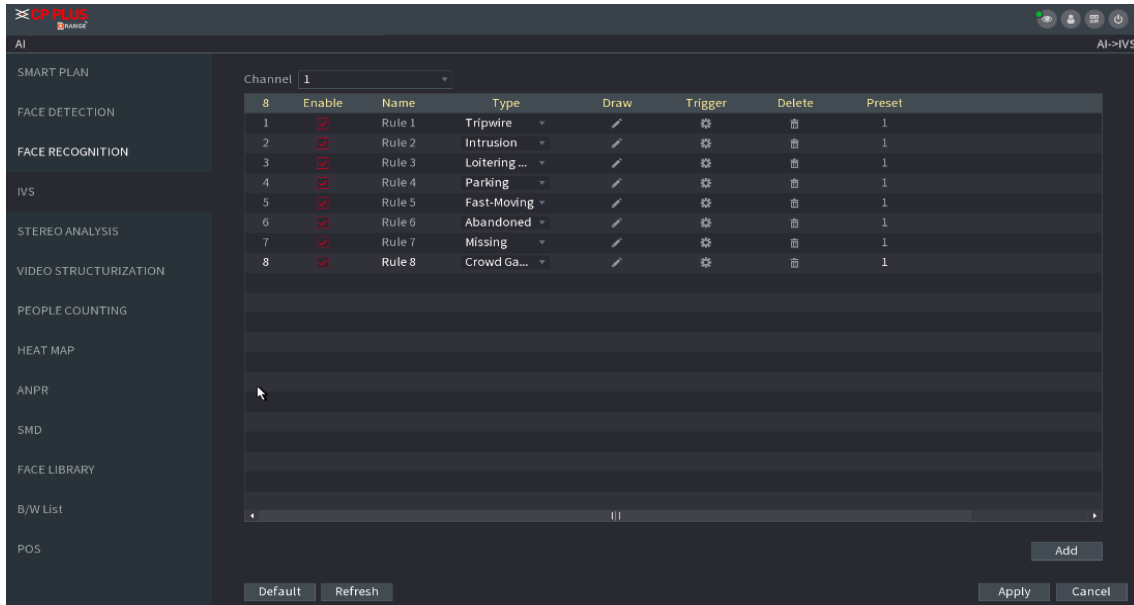 CP PLUS
ORANGE
AI
AI->IVS
SMART PLAN
FACE DETECTION
FACE RECOGNITION
IVS
STEREO ANALYSIS
VIDEO STRUCTURIZATION
PEOPLE COUNTING
HEAT MAP
ANPR
SMD
FACE LIBRARY
B/W List
POS
Channel 1
8 Enable Name Type Draw Trigger Delete Preset
1 Rule 1 Tripwire 1
2 Rule 2 Intrusion 1
3 Rule 3 Loitering ... 1
4 Rule 4 Parking 1
5 Rule 5 Fast-Moving 1
6 Rule 6 Abandoned 1
7 Rule 7 Missing 1
8 Rule 8 Crowd Ga... 1
Add
Default Refresh Apply Cancel